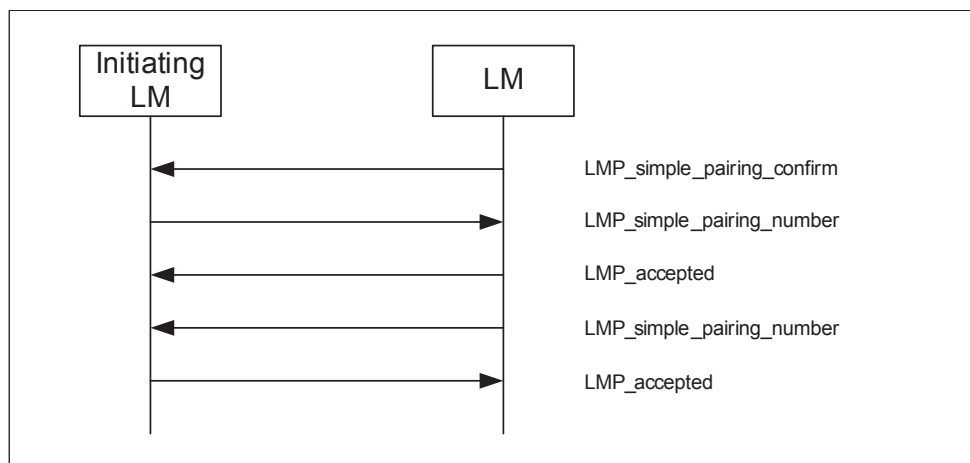 Initiating
LM
LM
LMP_simple_pairing_confirm
LMP_simple_pairing_number
LMP_accepted
LMP_simple_pairing_number
LMP_accepted